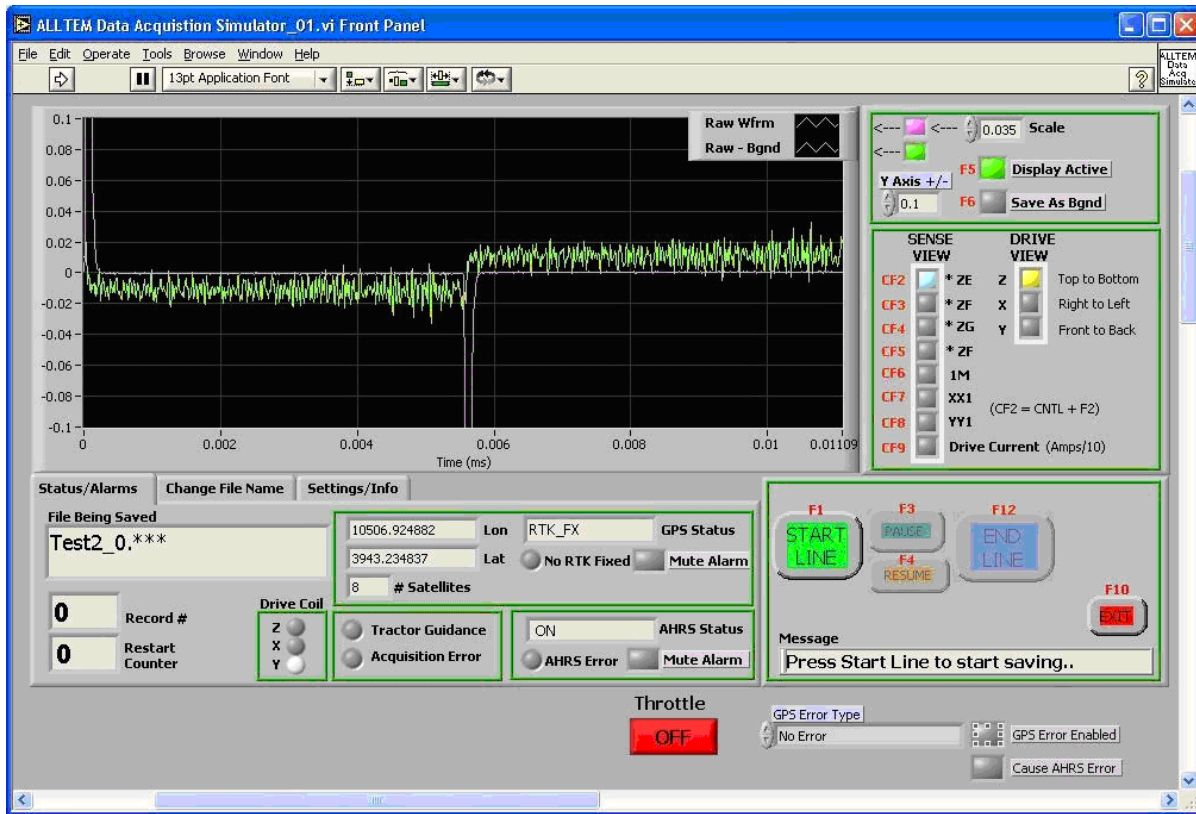 ALLTEM Data Acquistion Simulator_01.vi Front Panel
File Edit Operate Tools Browse Window Help
13pt Application Font
?
ALLTEM
Data
Acq
Simulato
Raw Wfrm
Raw - Bgnd
0.1
0.08
0.06
0.04
0.02
0
-0.02
-0.04
-0.06
-0.08
-0.1
0 0.002 0.004 0.006 0.008 0.01 0.01109
Time (ms)
<--- <--- 0.035 Scale
<---
Y Axis +/-
0.1
F5 Display Active
F6 Save As Bgnd
SENSE VIEW
CF2 * ZE
CF3 * ZF
CF4 * ZG
CF5 * ZF
CF6 1M
CF7 XX1
CF8 YY1
CF9 Drive Current (Amps/10)
DRIVE VIEW
Z Top to Bottom
X Right to Left
Y Front to Back
(CF2 = CNTL + F2)
Status/Alarms Change File Name Settings/Info
File Being Saved
Test2_0.***
0 Record #
0 Restart Counter
Drive Coil
Z
X
Y
10506.924882 Lon
3943.234837 Lat
8 # Satellites
RTK_FX GPS Status
No RTK Fixed Mute Alarm
Tractor Guidance
Acquisition Error
ON AHRS Status
AHRS Error Mute Alarm
F1
START LINE
F3
PAUSE
F4
RESUME
F12
END LINE
F10
EXIT
Message
Press Start Line to start saving..
Throttle
OFF
GPS Error Type
No Error
GPS Error Enabled
Cause AHRS Error